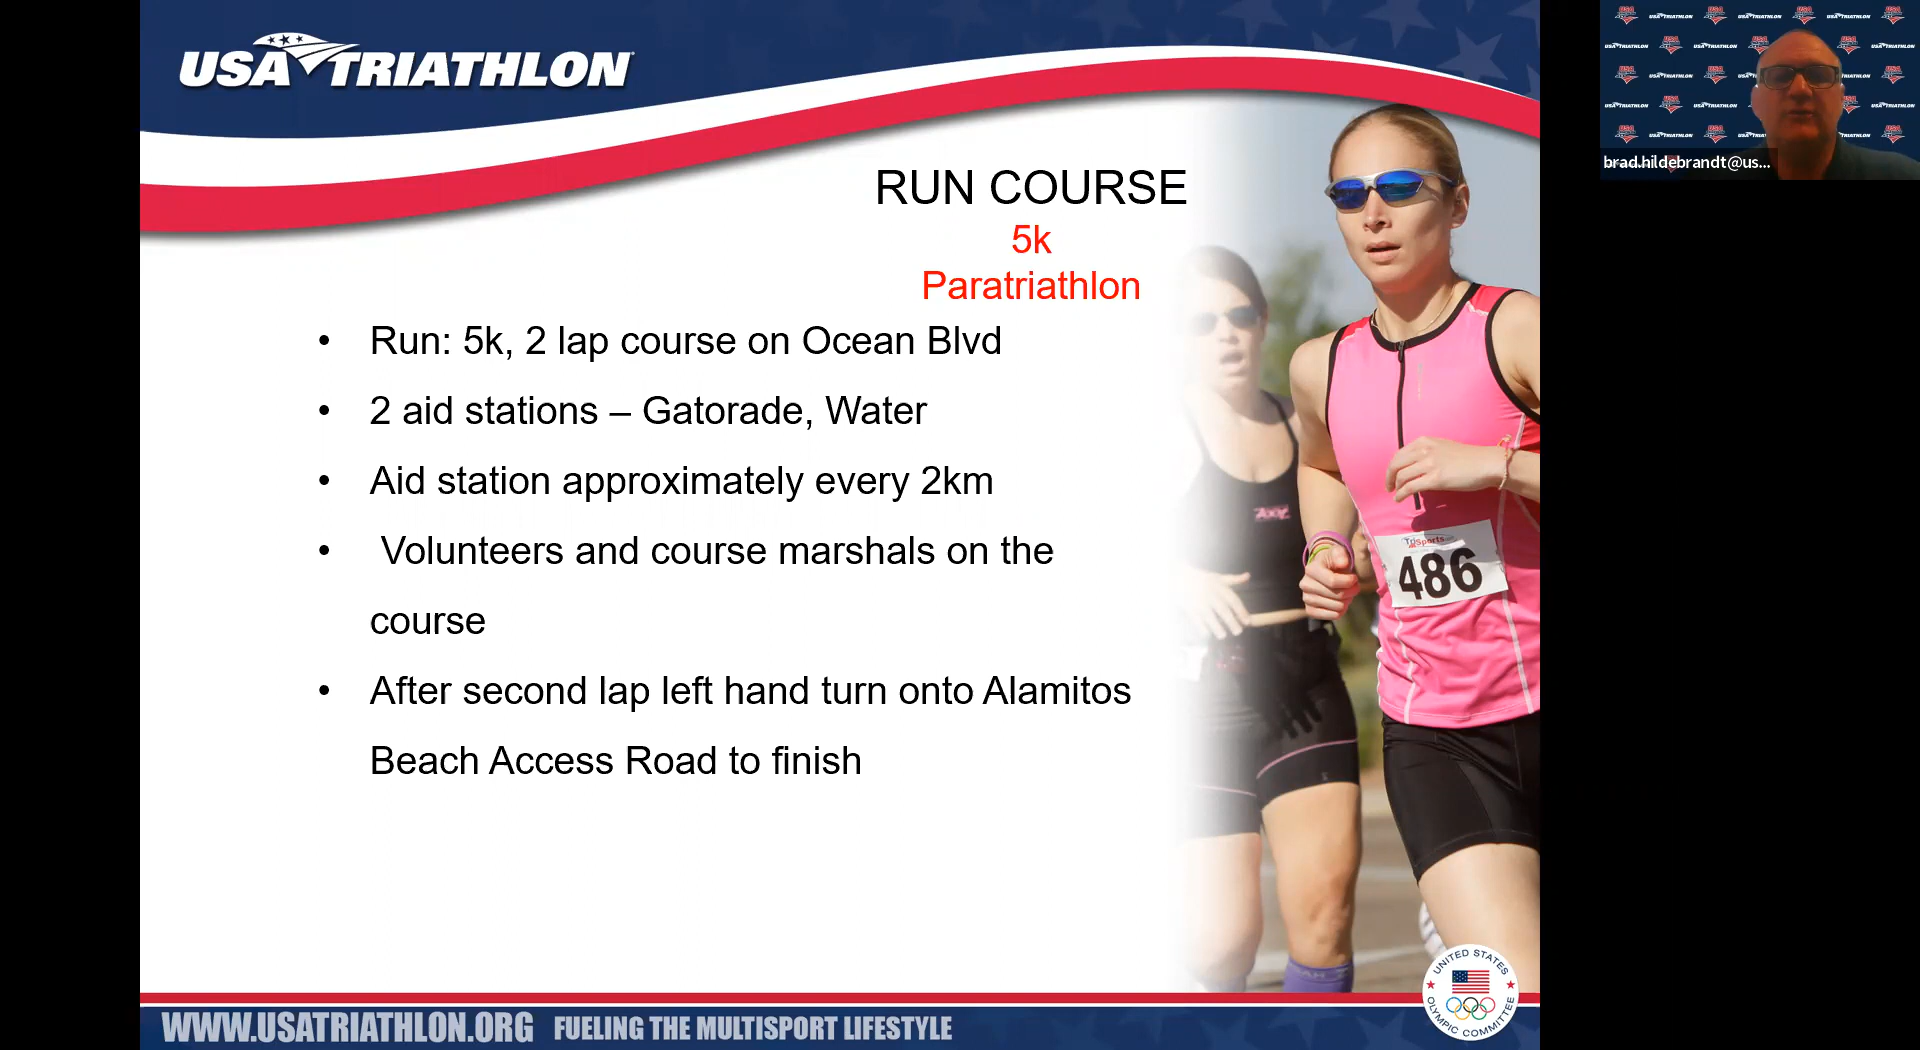 USA TRIATHLON
RUN COURSE
5k
Paratriathlon
• Run: 5k, 2 lap course on Ocean Blvd
• 2 aid stations – Gatorade, Water
• Aid station approximately every 2km
• Volunteers and course marshals on the
course
• After second lap left hand turn onto Alamitos
Beach Access Road to finish
TriSports
486
UNITED STATES
OLYMPIC COMMITTEE
WWW.USATRIATHLON.ORG FUELING THE MULTISPORT LIFESTYLE
brad.hildebrandt@us...